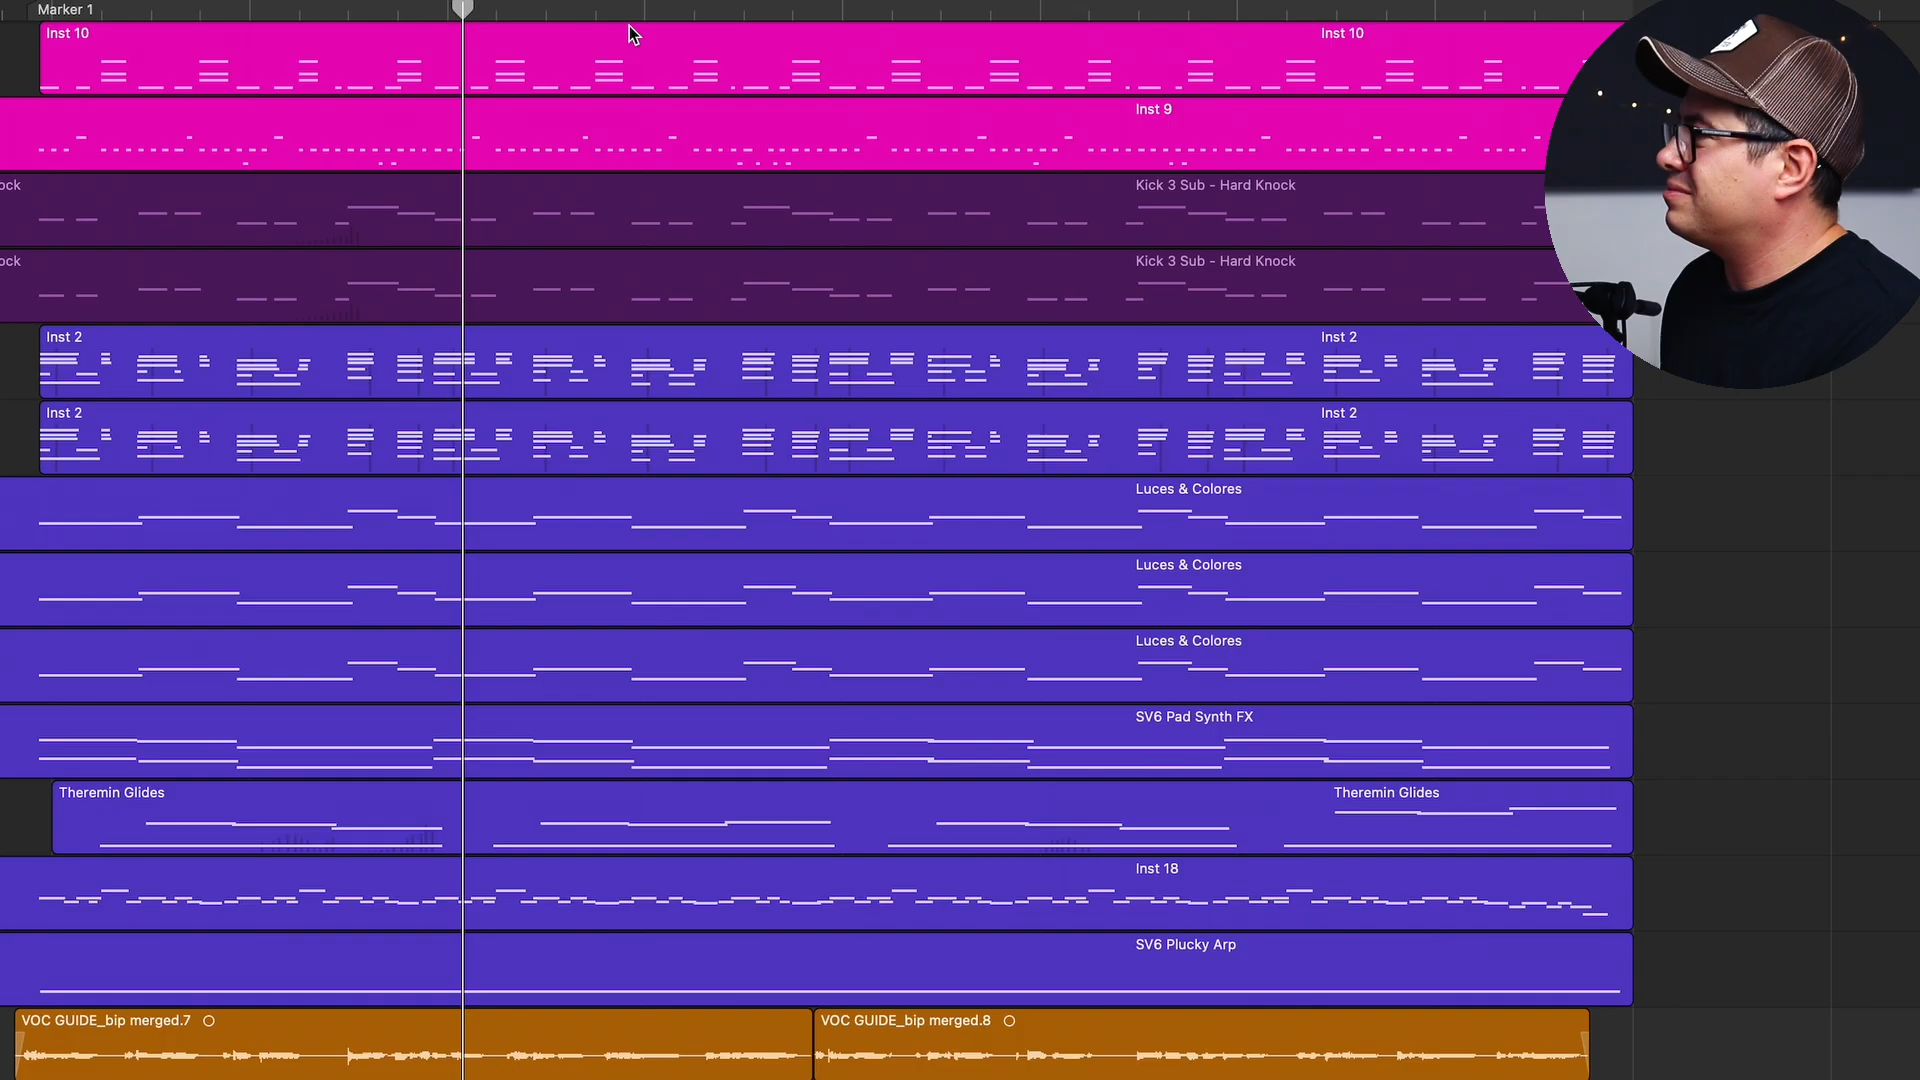 Marker 1
Inst 10
Inst 10
Inst 9
ock
Kick 3 Sub - Hard Knock
ock
Kick 3 Sub - Hard Knock
Inst 2
Inst 2
Inst 2
Inst 2
Luces & Colores
Luces & Colores
Luces & Colores
SV6 Pad Synth FX
Theremin Glides
Theremin Glides
Inst 18
SV6 Plucky Arp
VOC GUIDE_bip merged.7
VOC GUIDE_bip merged.8